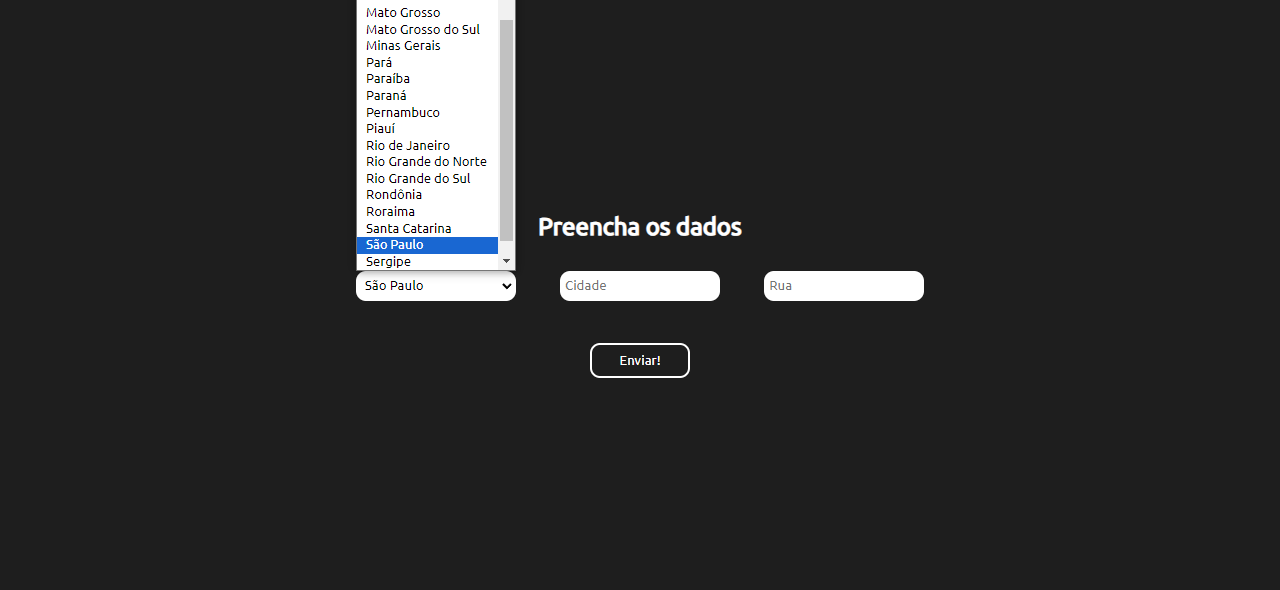 Mato Grosso
Mato Grosso do Sul
Minas Gerais
Pará
Paraíba
Paraná
Pernambuco
Piauí
Rio de Janeiro
Rio Grande do Norte
Rio Grande do Sul
Rondônia
Roraima
Santa Catarina
São Paulo
Sergipe
Preencha os dados
São Paulo
Cidade
Rua
Enviar!